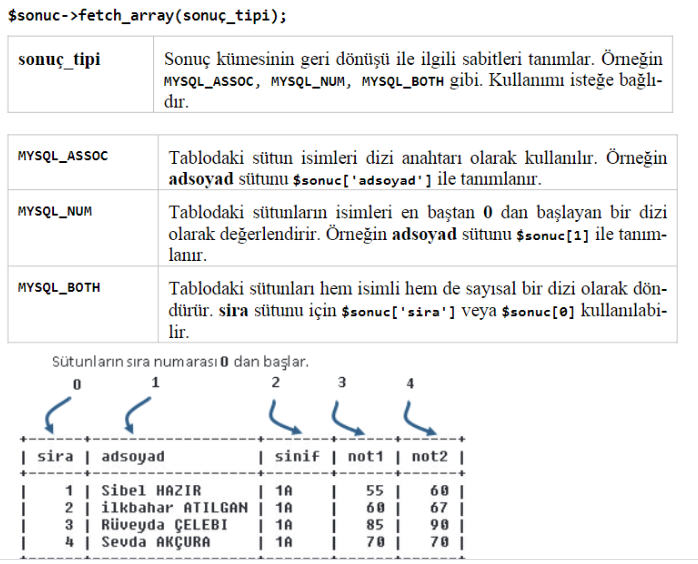 $sonuc->fetch_array(sonuç_tipi);
sonuç_tipi
Sonuç kümesinin geri dönüşü ile ilgili sabitleri tanımlar. Örneğin
MYSQL_ASSOC, MYSQL_NUM, MYSQL_BOTH gibi. Kullanımı isteğe bağlı-
dır.
MYSQL_ASSOC
Tablodaki sütun isimleri dizi anahtarı olarak kullanılır. Örneğin
adsoyad sütunu $sonuc['adsoyad'] ile tanımlanır.
MYSQL_NUM
Tablodaki sütunların isimleri en baştan 0 dan başlayan bir dizi
olarak değerlendirir. Örneğin adsoyad sütunu $sonuc[1] ile tanım-
lanır.
MYSQL_BOTH
Tablodaki sütunları hem isimli hem de sayısal bir dizi olarak dön-
dürür. sira sütunu için $sonuc['sira'] veya $sonuc[0] kullanılabi-
lir.
Sütunların sıra numarası 0 dan başlar.
0 1 2 3 4
| sira | adsoyad | sinif | not1 | not2 |
| 1 | Sibel HAZIR | 1A | 55 | 60 |
| 2 | ilkbahar ATILGAN | 1A | 60 | 67 |
| 3 | Rüveyda ÇELEBI | 1A | 85 | 90 |
| 4 | Sevda AKÇURA | 1A | 70 | 70 |